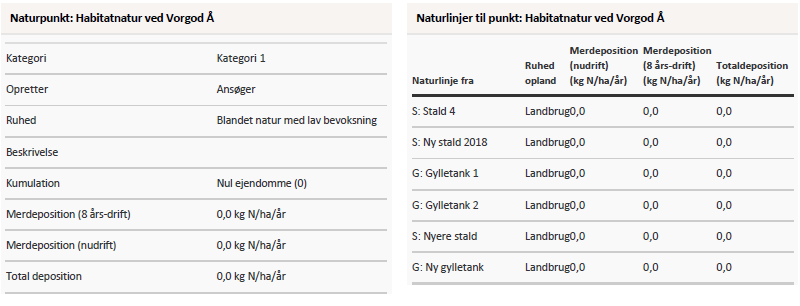 Naturpunkt: Habitatnatur ved Vorgod Å
Kategori Kategori 1
Opretter Ansøger
Ruhed Blandet natur med lav bevoksning
Beskrivelse
Kumulation Nul ejendomme (0)
Merdeposition (8 års-drift) 0,0 kg N/ha/år
Merdeposition (nudrift) 0,0 kg N/ha/år
Total deposition 0,0 kg N/ha/år
Naturlinjer til punkt: Habitatnatur ved Vorgod Å
Merdeposition Merdeposition
Ruhed (nudrift) (8 års-drift) Totaldeposition
Naturlinje fra opland (kg N/ha/år) (kg N/ha/år) (kg N/ha/år)
S: Stald 4 Landbrug 0,0 0,0 0,0
S: Ny stald 2018 Landbrug 0,0 0,0 0,0
G: Gylletank 1 Landbrug 0,0 0,0 0,0
G: Gylletank 2 Landbrug 0,0 0,0 0,0
S: Nyere stald Landbrug 0,0 0,0 0,0
G: Ny gylletank Landbrug 0,0 0,0 0,0